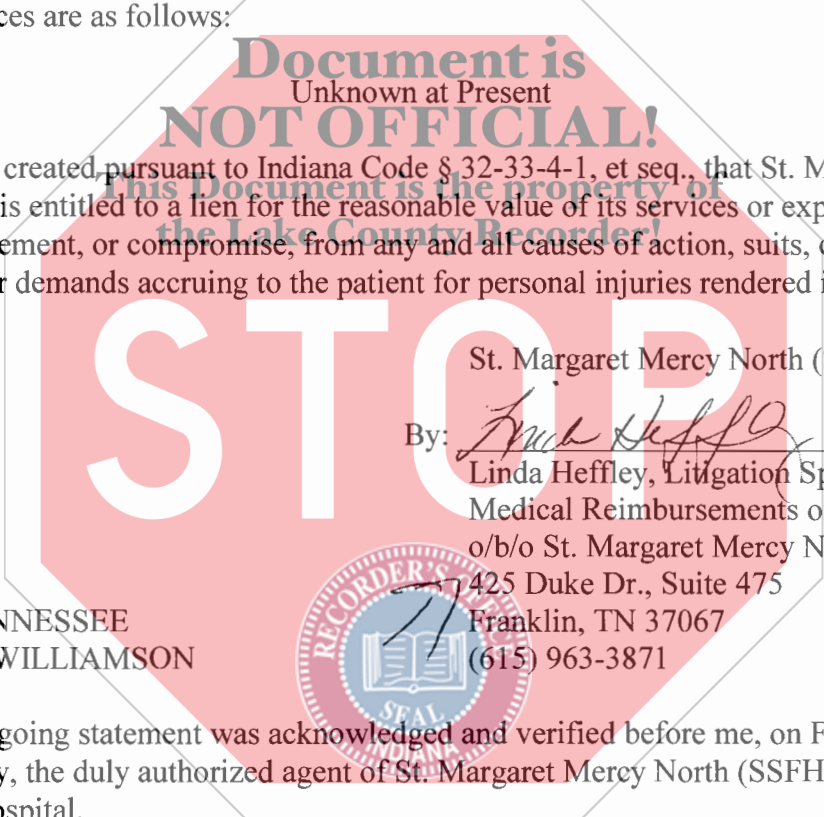 ces are as follows:
Document is
Unknown at Present
NOT OFFICIAL!
created pursuant to Indiana Code § 32-33-4-1, et seq., that St. M
This Document is the property of
is entitled to a lien for the reasonable value of its services or exp
the Lake County Recorder!
ement, or compromise, from any and all causes of action, suits,
r demands accruing to the patient for personal injuries rendered i
STOP
St. Margaret Mercy North (
By: Linda Heffley
Linda Heffley, Litigation Sp
Medical Reimbursements o
o/b/o St. Margaret Mercy N
425 Duke Dr., Suite 475
NNESSEE Franklin, TN 37067
WILLIAMSON (615) 963-3871
RECORDER'S OFFICE
SEAL
INDIANA
going statement was acknowledged and verified before me, on F
y, the duly authorized agent of St. Margaret Mercy North (SSFH
ospital.